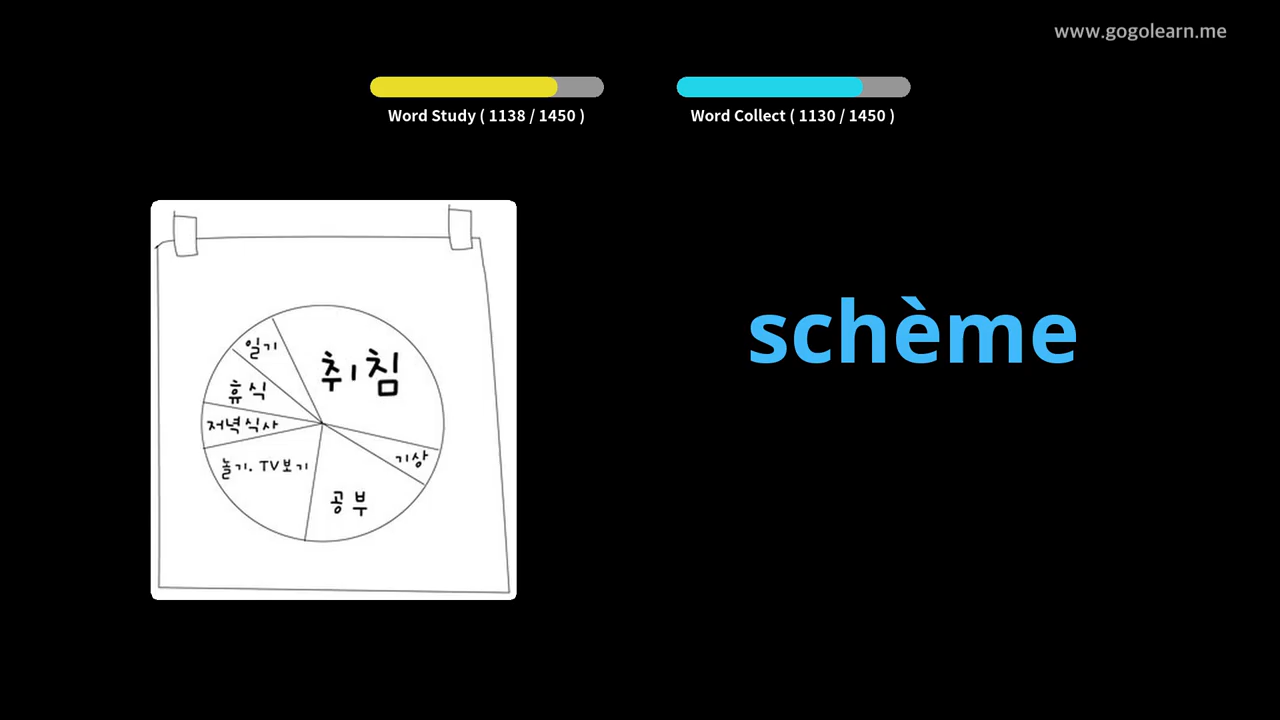 www.gogolearn.me
Word Study ( 1138 / 1450 )
Word Collect ( 1130 / 1450 )
일기
취침
휴식
저녁식사
놀기. TV보기
기상
공부
schème